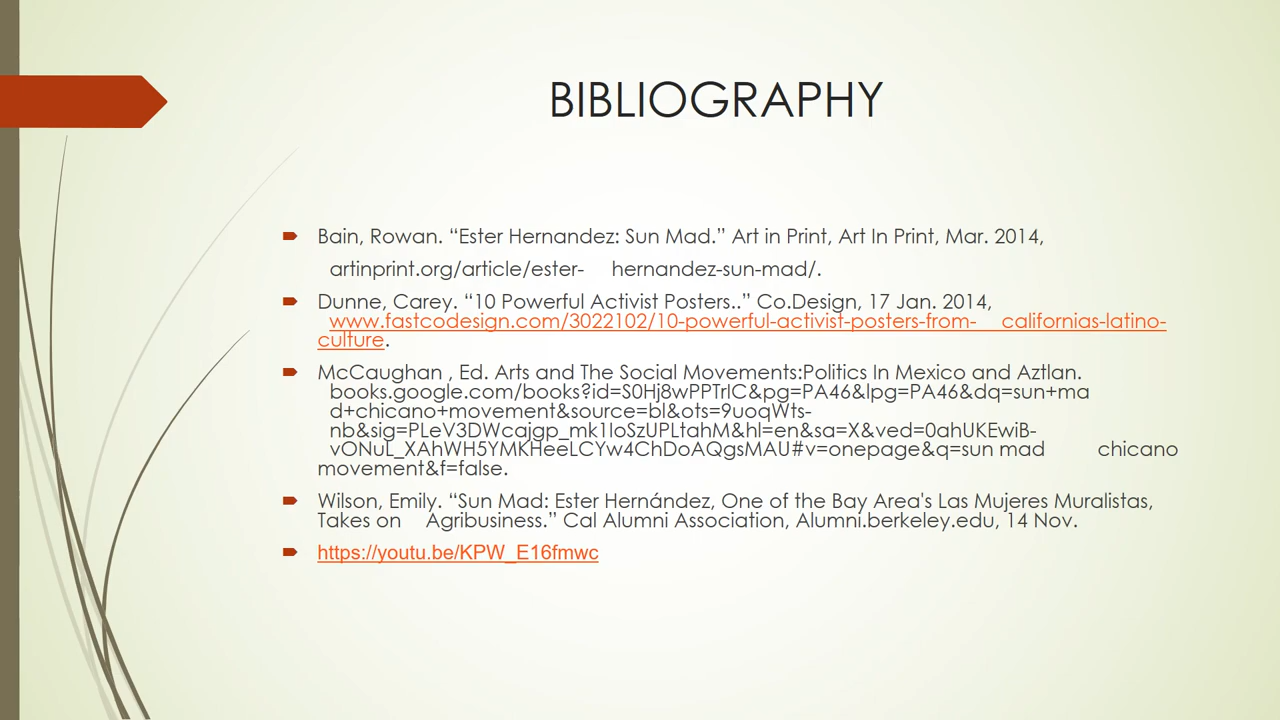 BIBLIOGRAPHY
Bain, Rowan. “Ester Hernandez: Sun Mad.” Art in Print, Art In Print, Mar. 2014,
artinprint.org/article/ester- hernandez-sun-mad/.
Dunne, Carey. “10 Powerful Activist Posters..” Co.Design, 17 Jan. 2014,
www.fastcodesign.com/3022102/10-powerful-activist-posters-from- californias-latino-
culture.
McCaughan , Ed. Arts and The Social Movements:Politics In Mexico and Aztlan.
books.google.com/books?id=S0Hj8wPPTrIC&pg=PA46&lpg=PA46&dq=sun+ma
d+chicano+movement&source=bl&ots=9uoqWts-
nb&sig=PLeV3DWcajgp_mk1IoSzUPLtahM&hl=en&sa=X&ved=0ahUKEwiB-
vONuL_XAhWH5YMKHeeLCYw4ChDoAQgsMAU#v=onepage&q=sun mad chicano
movement&f=false.
Wilson, Emily. “Sun Mad: Ester Hernández, One of the Bay Area's Las Mujeres Muralistas,
Takes on Agribusiness.” Cal Alumni Association, Alumni.berkeley.edu, 14 Nov.
https://youtu.be/KPW_E16fmwc